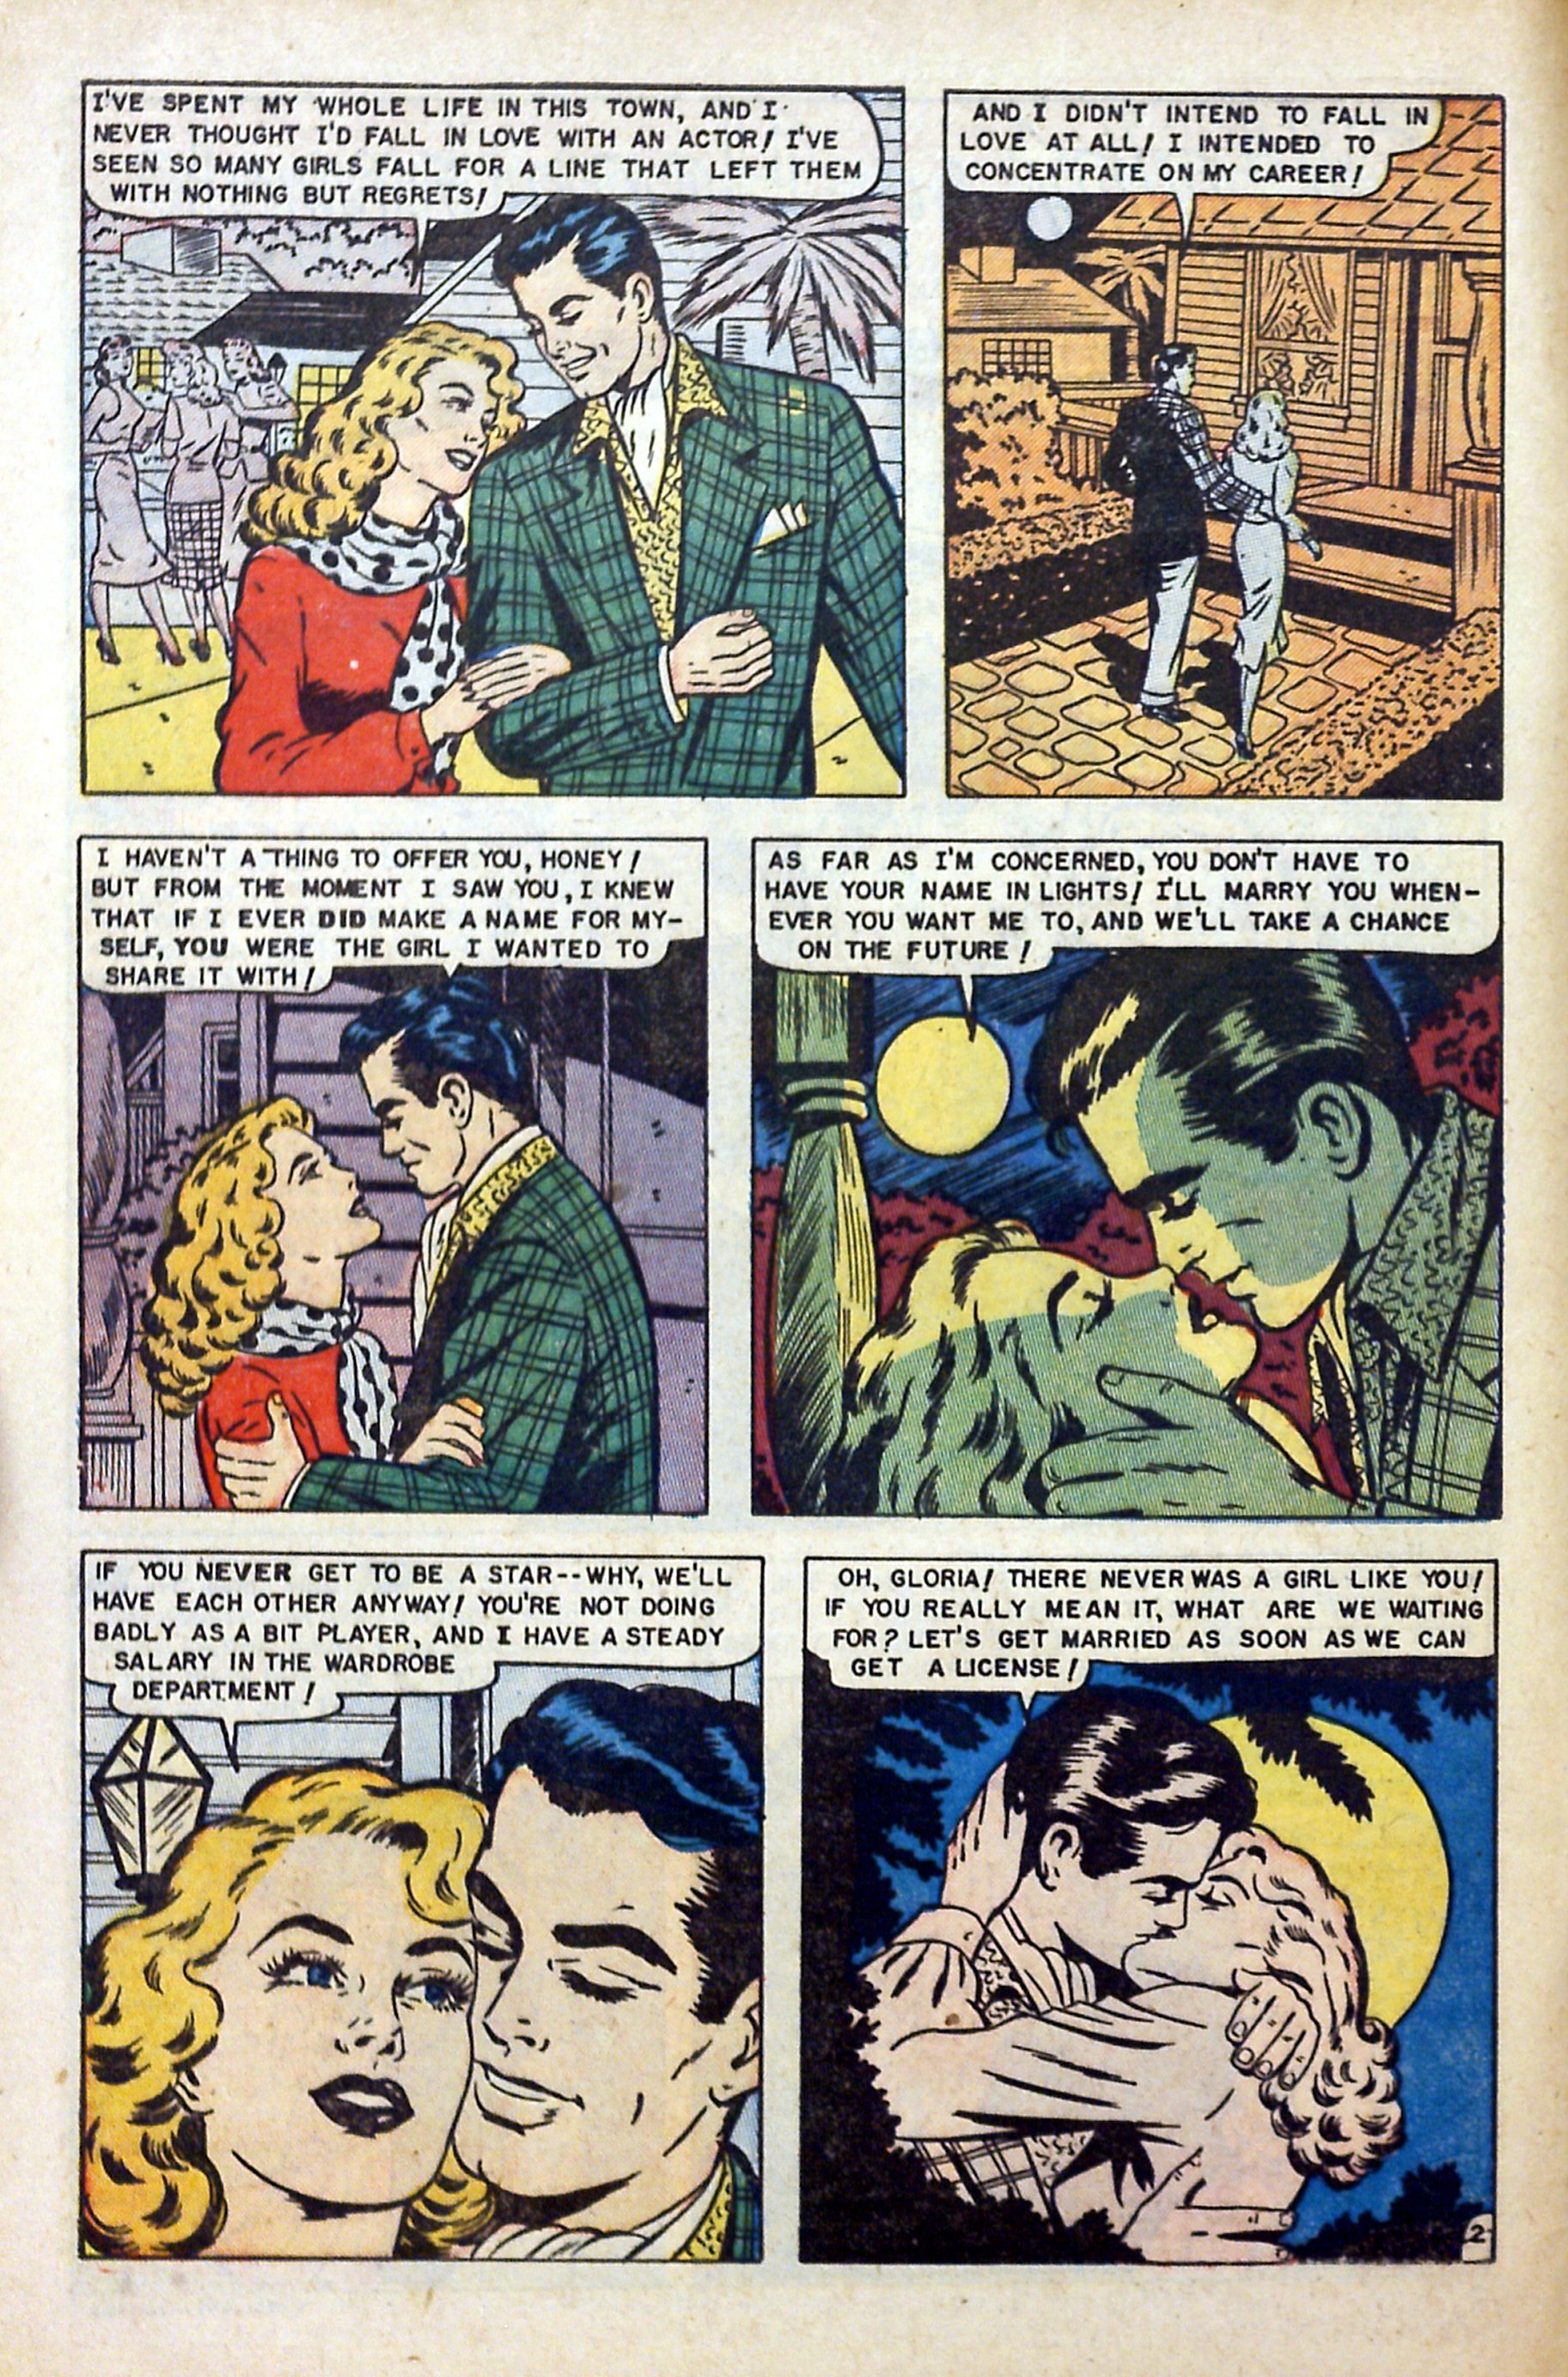 I'VE SPENT MY WHOLE LIFE IN THIS TOWN, AND I
NEVER THOUGHT I'D FALL IN LOVE WITH AN ACTOR! I'VE
SEEN SO MANY GIRLS FALL FOR A LINE THAT LEFT THEM
WITH NOTHING BUT REGRETS!
AND I DIDN'T INTEND TO FALL IN
LOVE AT ALL! I INTENDED TO
CONCENTRATE ON MY CAREER!
I HAVEN'T A THING TO OFFER YOU, HONEY!
BUT FROM THE MOMENT I SAW YOU, I KNEW
THAT IF I EVER DID MAKE A NAME FOR MY-
SELF, YOU WERE THE GIRL I WANTED TO
SHARE IT WITH!
AS FAR AS I'M CONCERNED, YOU DON'T HAVE TO
HAVE YOUR NAME IN LIGHTS! I'LL MARRY YOU WHEN-
EVER YOU WANT ME TO, AND WE'LL TAKE A CHANCE
ON THE FUTURE!
IF YOU NEVER GET TO BE A STAR--WHY, WE'LL
HAVE EACH OTHER ANYWAY! YOU'RE NOT DOING
BADLY AS A BIT PLAYER, AND I HAVE A STEADY
SALARY IN THE WARDROBE
DEPARTMENT!
OH, GLORIA! THERE NEVER WAS A GIRL LIKE YOU!
IF YOU REALLY MEAN IT, WHAT ARE WE WAITING
FOR? LET'S GET MARRIED AS SOON AS WE CAN
GET A LICENSE!
2